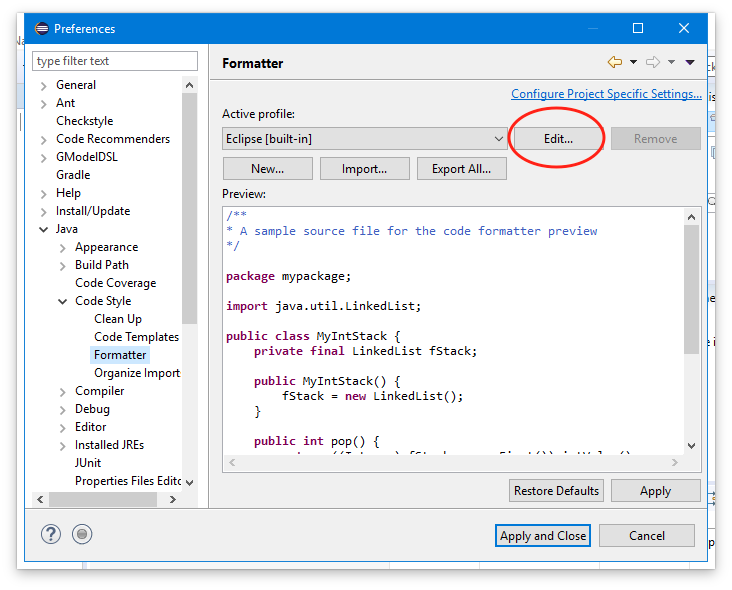 Preferences
type filter text
General
Ant
Checkstyle
Code Recommenders
GModelDSL
Gradle
Help
Install/Update
Java
Appearance
Build Path
Code Coverage
Code Style
Clean Up
Code Templates
Formatter
Organize Import
Compiler
Debug
Editor
Installed JREs
JUnit
Properties Files Edito
Formatter
Configure Project Specific Settings...
Active profile:
Eclipse [built-in]
Edit...
Remove
New...
Import...
Export All...
Preview:
/**
* A sample source file for the code formatter preview
*/
package mypackage;
import java.util.LinkedList;
public class MyIntStack {
private final LinkedList fStack;
public MyIntStack() {
fStack = new LinkedList();
}
public int pop() {
Restore Defaults
Apply
?
Apply and Close
Cancel